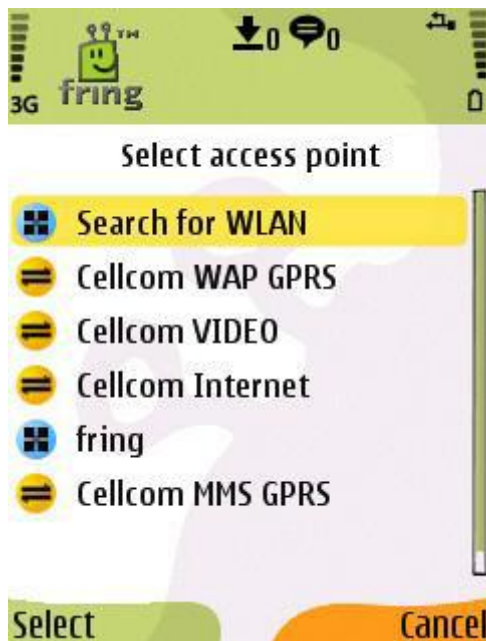 TM
0 0
fring
3G
Select access point
Search for WLAN
Cellcom WAP GPRS
Cellcom VIDEO
Cellcom Internet
fring
Cellcom MMS GPRS
Select Cancel